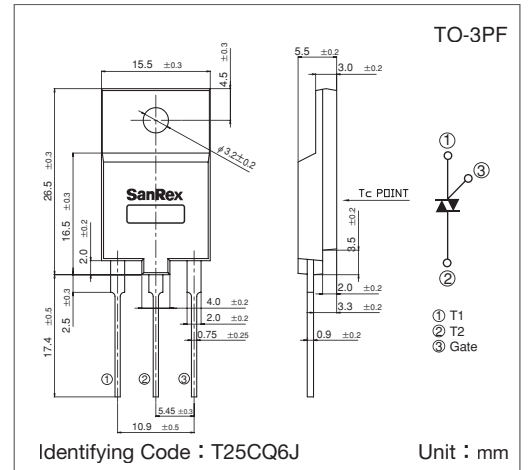 TO-3PF
15.5 ±0.3
4.5 ±0.3
φ3.2±0.2
26.5 ±0.3
16.5 ±0.3
2.0 ±0.2
SanRex
2.5 ±0.3
17.4 ±0.5
4.0 ±0.2
2.0 ±0.2
0.75 ±0.25
① ② ③
5.45 ±0.3
10.9 ±0.5
5.5 ±0.2
3.0 ±0.2
Tc POINT
3.5 ±0.2
2.0 ±0.2
3.3 ±0.2
0.9 ±0.2
①
③
②
① T1
② T2
③ Gate
Identifying Code：T25CQ6J
Unit：mm